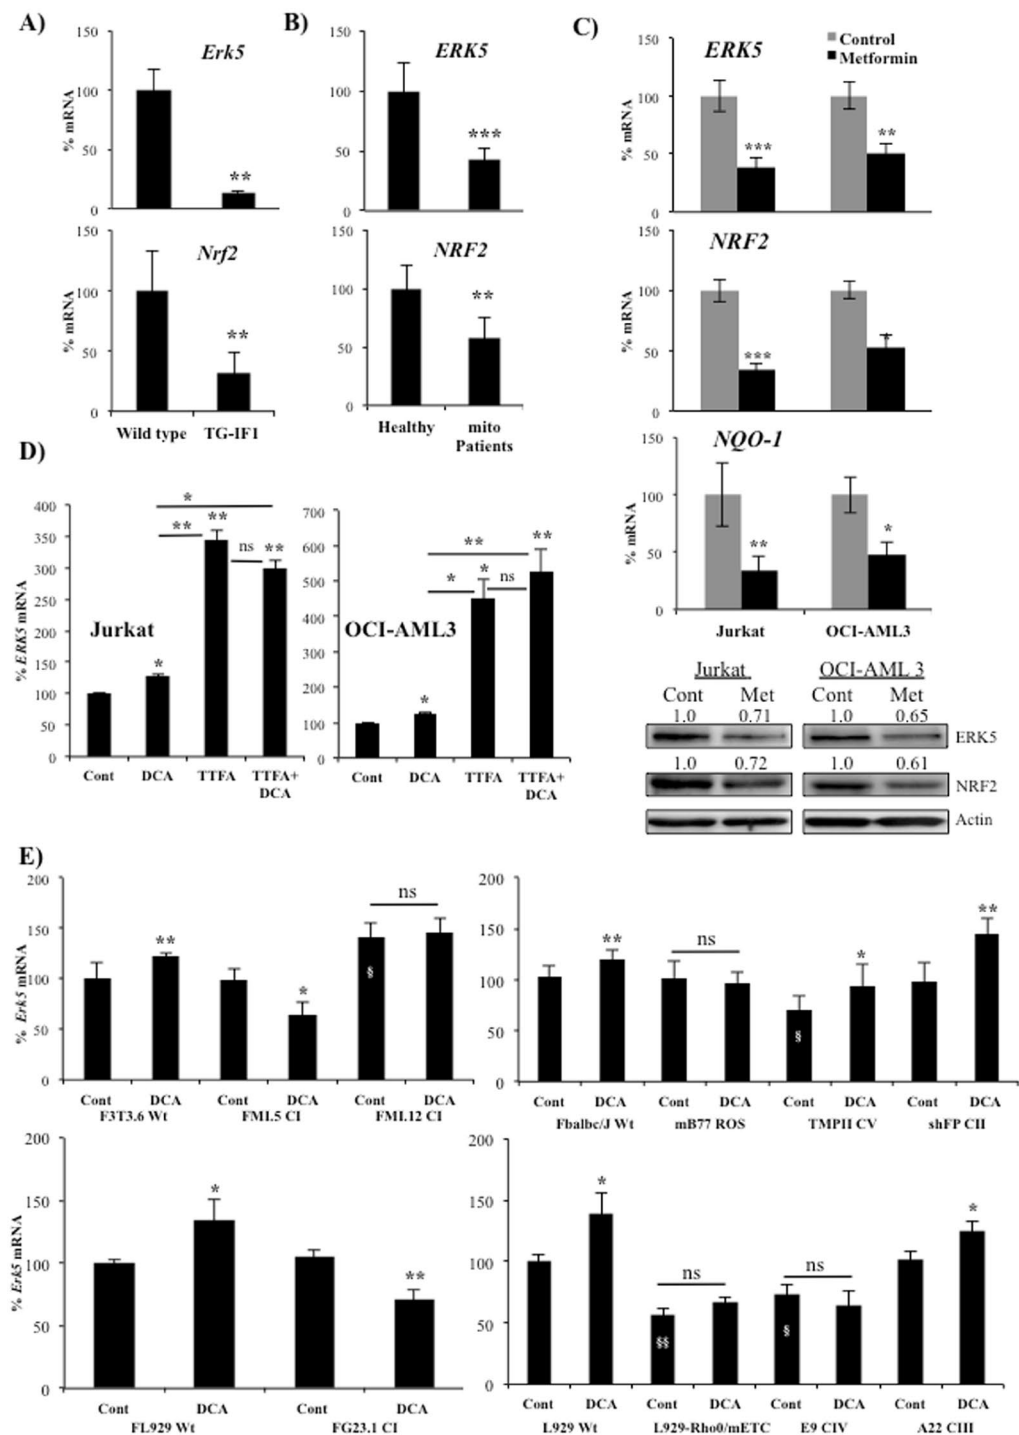 A)
150
100
50
0
% mRNA
Erk5
**
150
100
50
0
% mRNA
Nrf2
**
Wild type TG-IF1
B)
150
100
50
0
ERK5
***
150
100
50
0
NRF2
**
Healthy mito Patients
C)
Control
Metformin
150
100
50
0
% mRNA
ERK5
***
**
150
100
50
0
% mRNA
NRF2
***
*
150
100
50
0
% mRNA
NQO-1
**
*
Jurkat OCI-AML3
Jurkat OCI-AML 3
Cont Met Cont Met
1.0 0.71 1.0 0.65
ERK5
1.0 0.72 1.0 0.61
NRF2
Actin
D)
400
350
300
250
200
150
100
50
0
% ERK5 mRNA
Jurkat
*
** **
ns **
*
Cont DCA TTFA TTFA+ DCA
700
600
500
400
300
200
100
0
OCI-AML3
** **
* * ns
*
Cont DCA TTFA TTFA+ DCA
E)
200
150
100
50
0
% Erk5 mRNA
**
*
ns
§
Cont DCA Cont DCA Cont DCA
F3T3.6 Wt FMI.5 CI FMI.12 CI
200
150
100
50
0
**
ns
*
§
**
Cont DCA Cont DCA Cont DCA Cont DCA
Fbalbc/J Wt mB77 ROS TMPII CV shFP CII
200
150
100
50
0
% Erk5 mRNA
*
**
Cont DCA Cont DCA
FL929 Wt FG23.1 CI
200
150
100
50
0
*
ns
§§
ns
§
*
Cont DCA Cont DCA Cont DCA Cont DCA
L929 Wt L929-Rho0/mETC E9 CIV A22 CIII